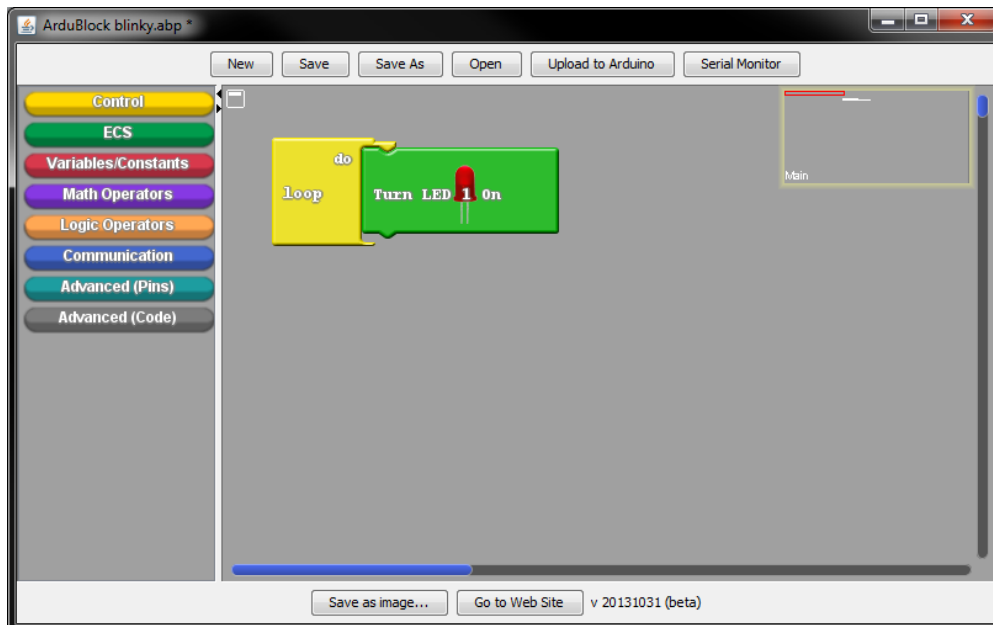 ArduBlock blinky.abp *
New Save Save As Open Upload to Arduino Serial Monitor
Control
ECS
Variables/Constants
Math Operators
Logic Operators
Communication
Advanced (Pins)
Advanced (Code)
do
loop
Turn LED 1 On
Main
Save as image... Go to Web Site v 20131031 (beta)